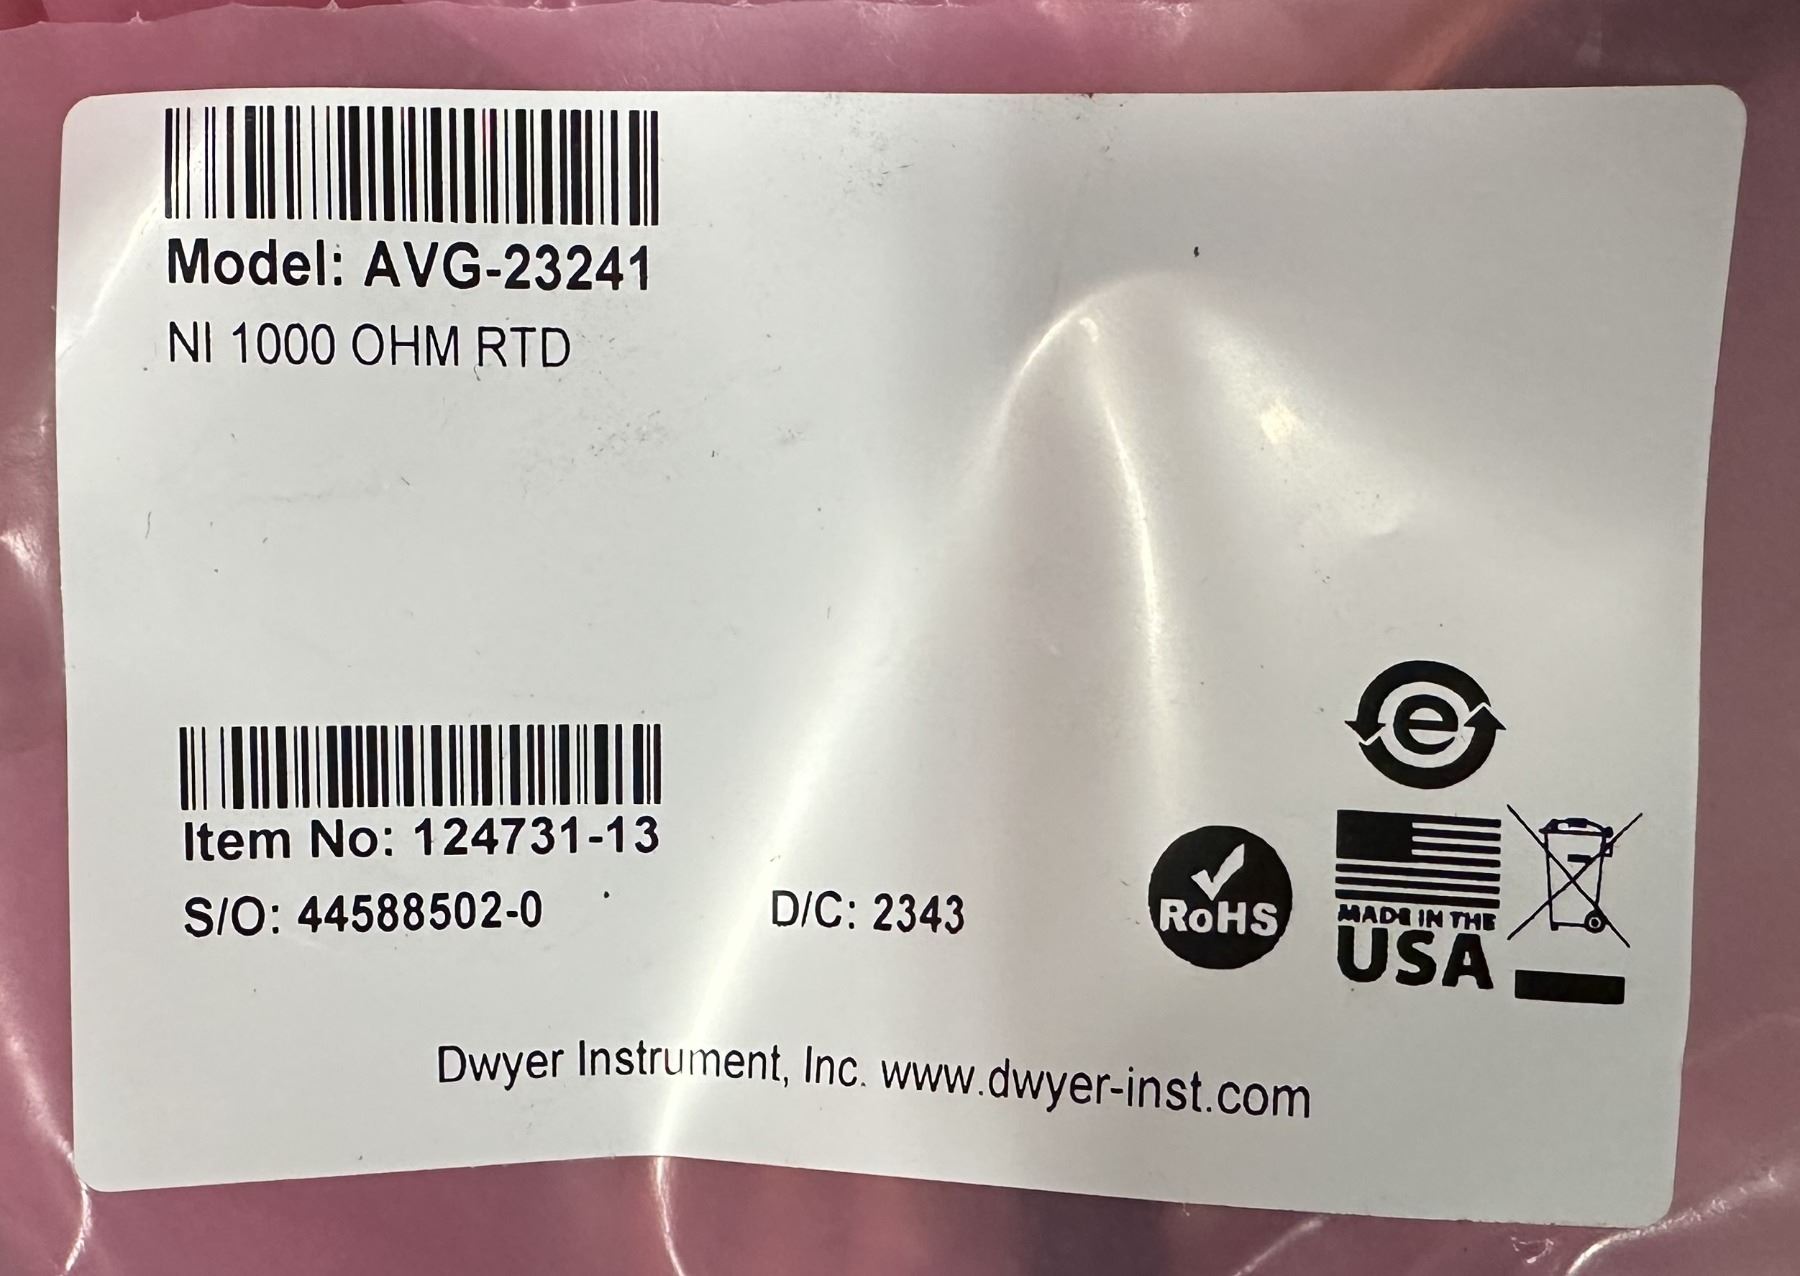 Model: AVG-23241
NI 1000 OHM RTD
Item No: 124731-13
S/O: 44588502-0
D/C: 2343
e
RoHS
MADE IN THE
USA
Dwyer Instrument, Inc. www.dwyer-inst.com